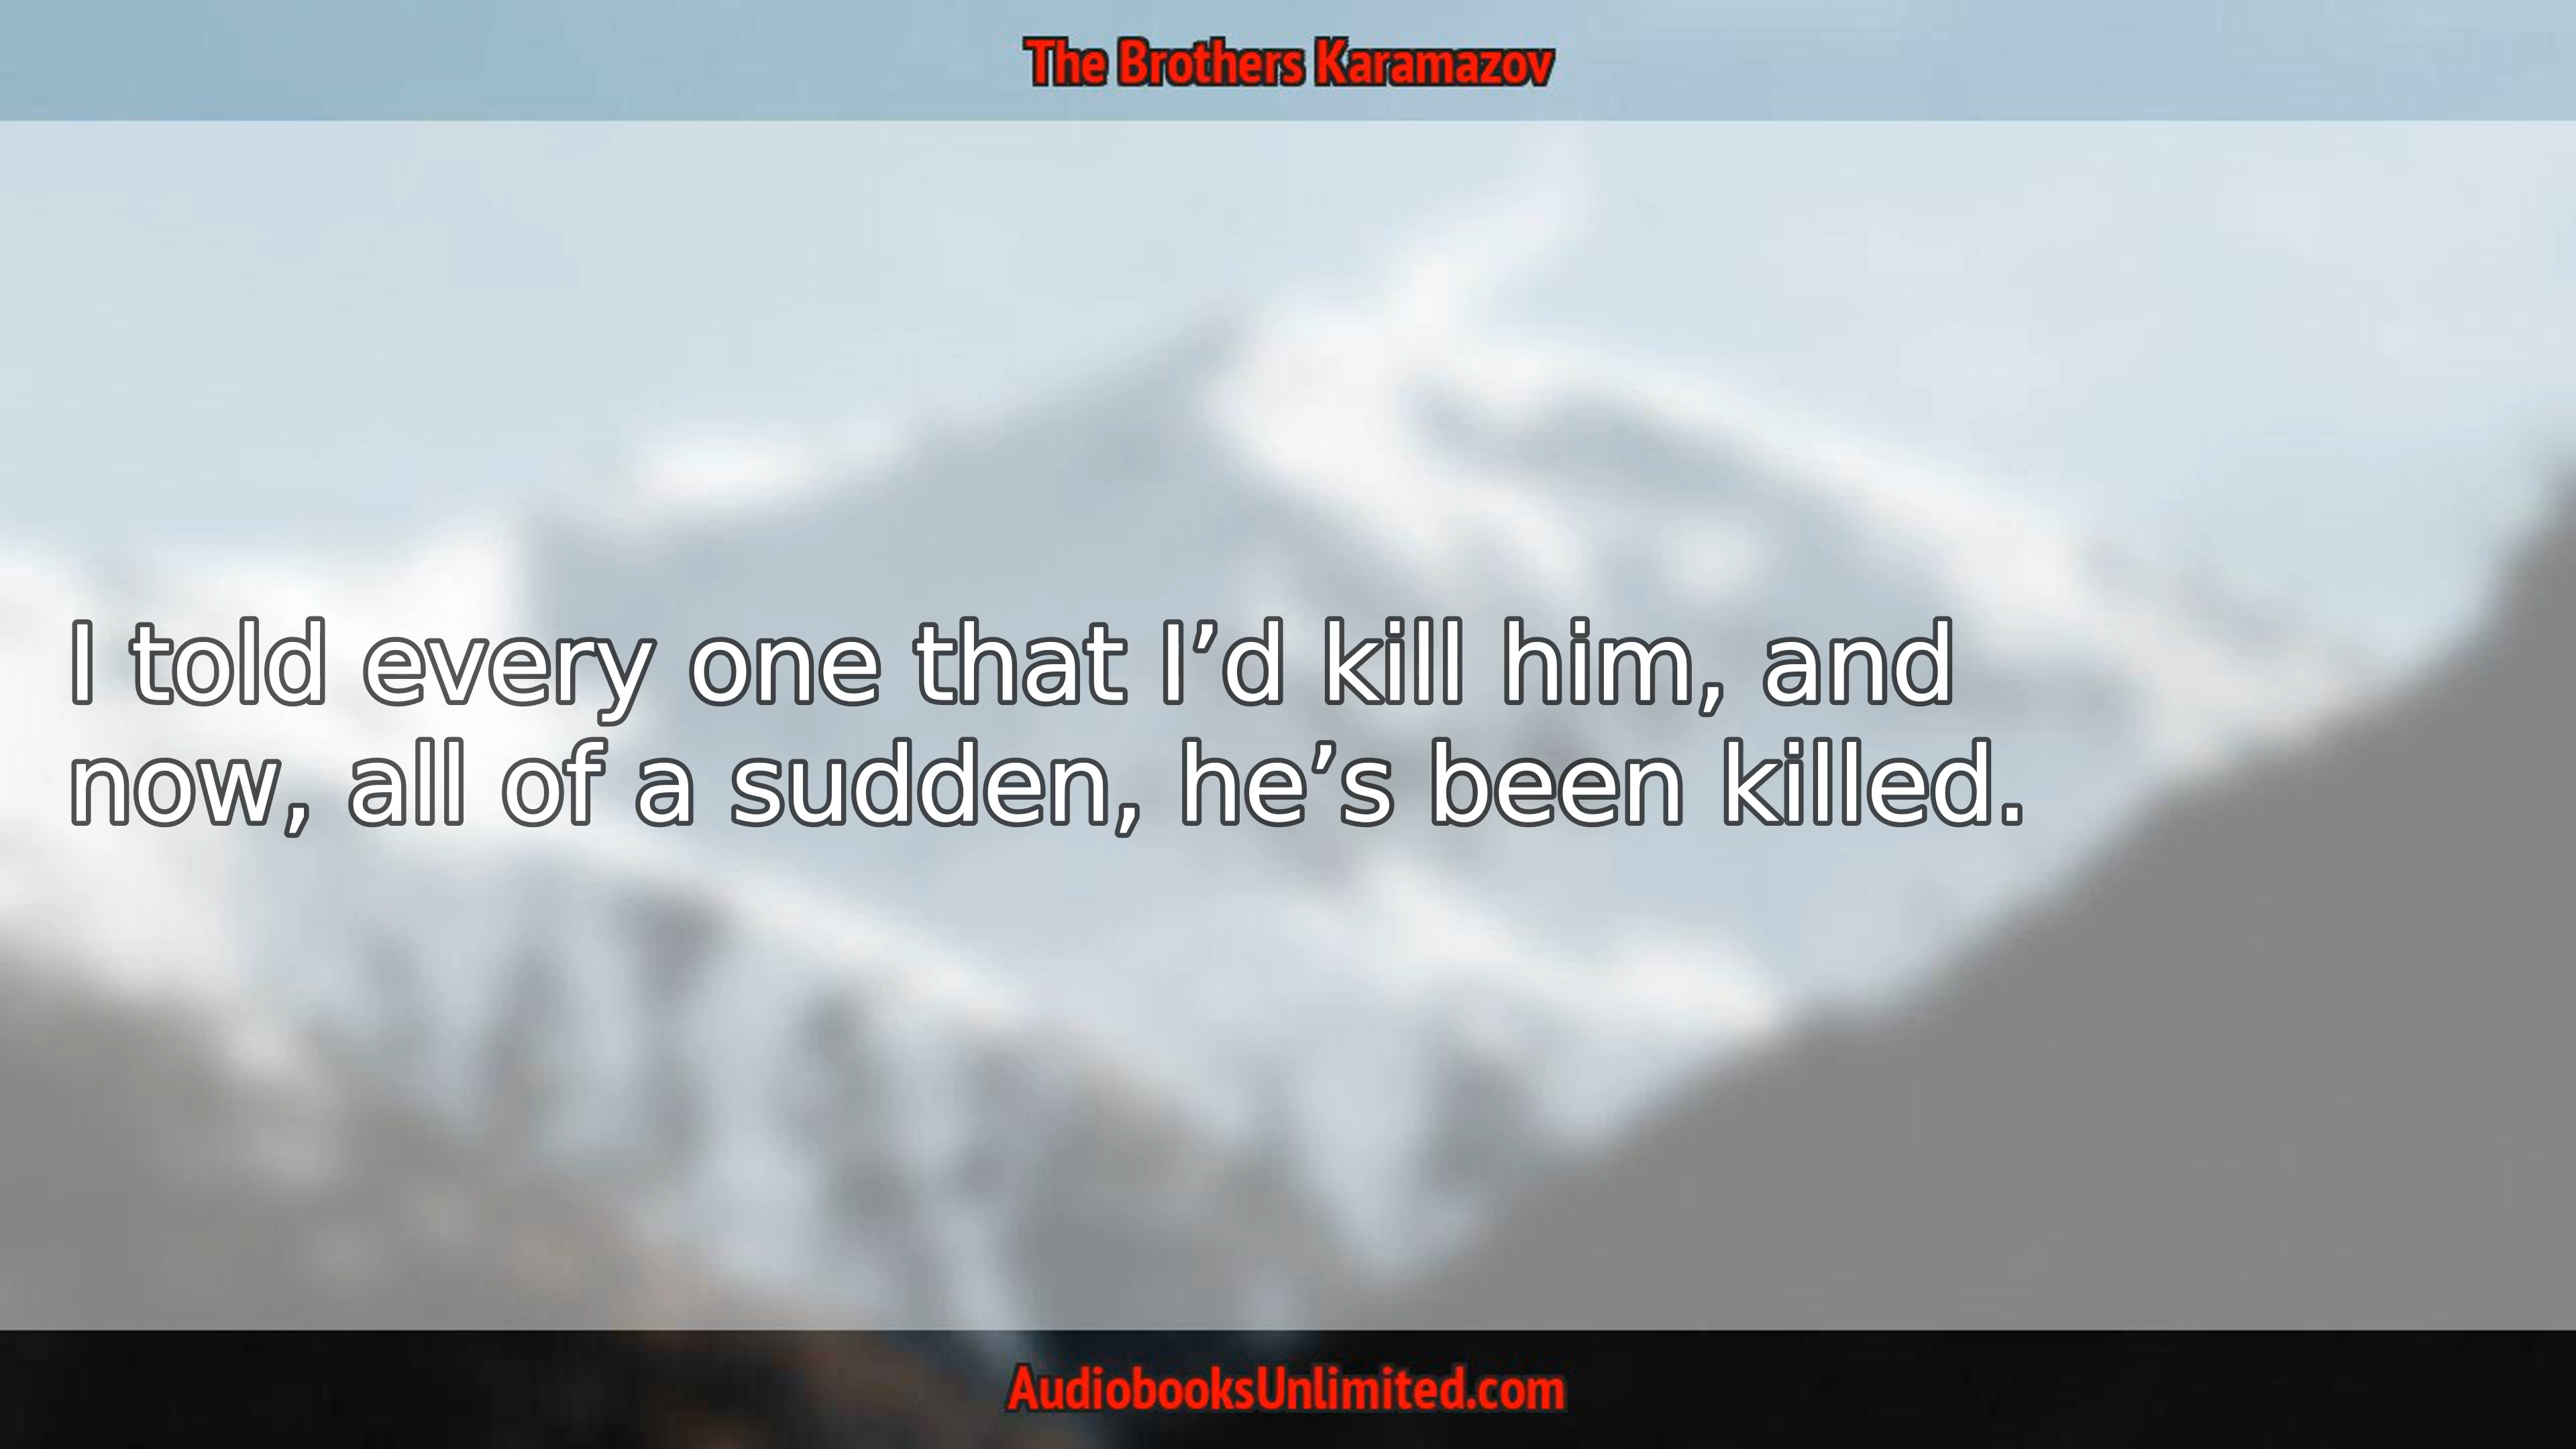 The Brothers Karamazov
I told every one that I’d kill him, and
now, all of a sudden, he’s been killed.
AudiobooksUnlimited.com